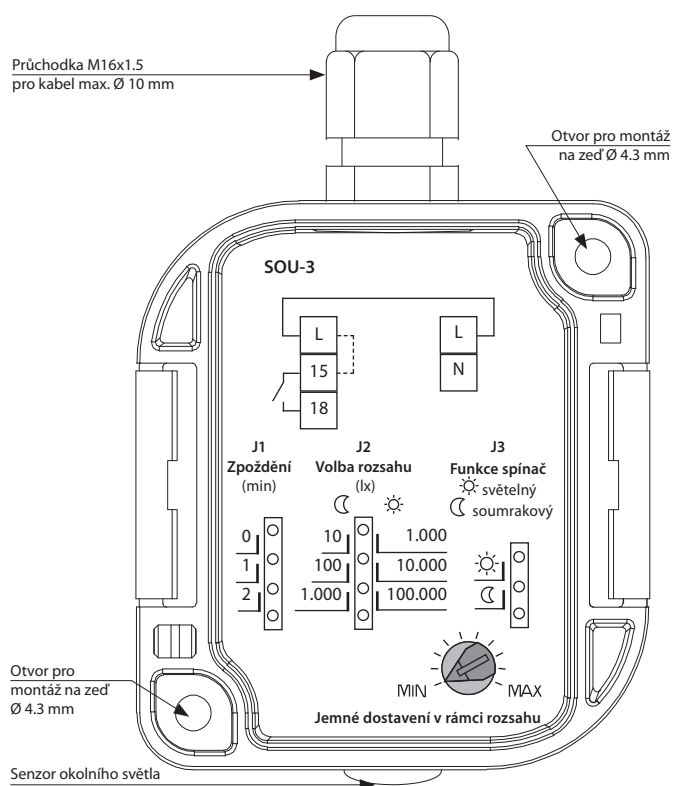 Průchodka M16x1.5
pro kabel max. Ø 10 mm
Otvor pro montáž
na zeď Ø 4.3 mm
SOU-3
L
L
15
N
18
J1
Zpoždění
(min)
J2
Volba rozsahu
(lx)
J3
Funkce spínač
světelný
soumrakový
0
1
2
10 1.000
100 10.000
1.000 100.000
MIN MAX
Jemné dostavení v rámci rozsahu
Otvor pro
montáž na zeď
Ø 4.3 mm
Senzor okolního světla